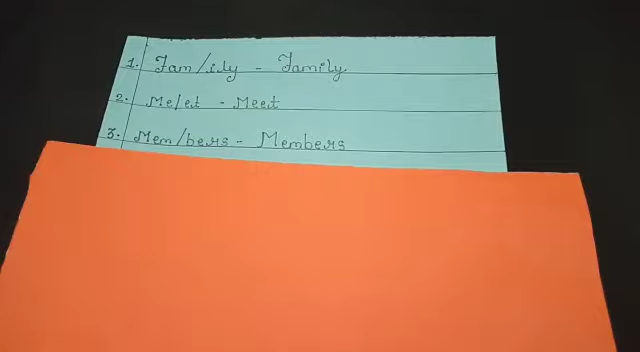 1. Fam/ily - Family
2. Me/et - Meet
3. Mem/bers - Members